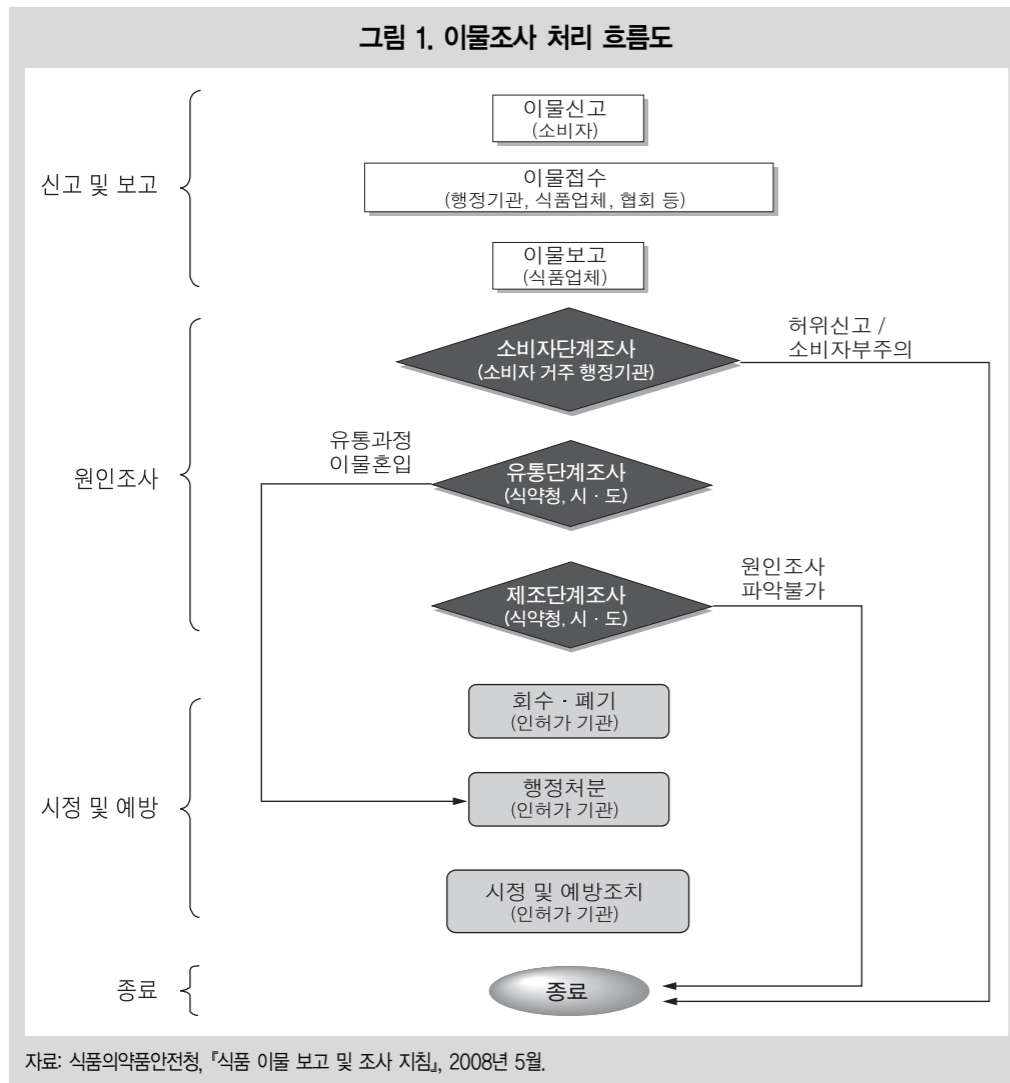 그림 1. 이물조사 처리 흐름도
신고 및 보고
이물신고
(소비자)
이물접수
(행정기관, 식품업체, 협회 등)
이물보고
(식품업체)
원인조사
소비자단계조사
(소비자 거주 행정기관)
허위신고 /
소비자부주의
유통과정
이물혼입
유통단계조사
(식약청, 시 · 도)
제조단계조사
(식약청, 시 · 도)
원인조사
파악불가
시정 및 예방
회수 · 폐기
(인허가 기관)
행정처분
(인허가 기관)
시정 및 예방조치
(인허가 기관)
종료
종료
자료: 식품의약품안전청, 『식품 이물 보고 및 조사 지침』, 2008년 5월.